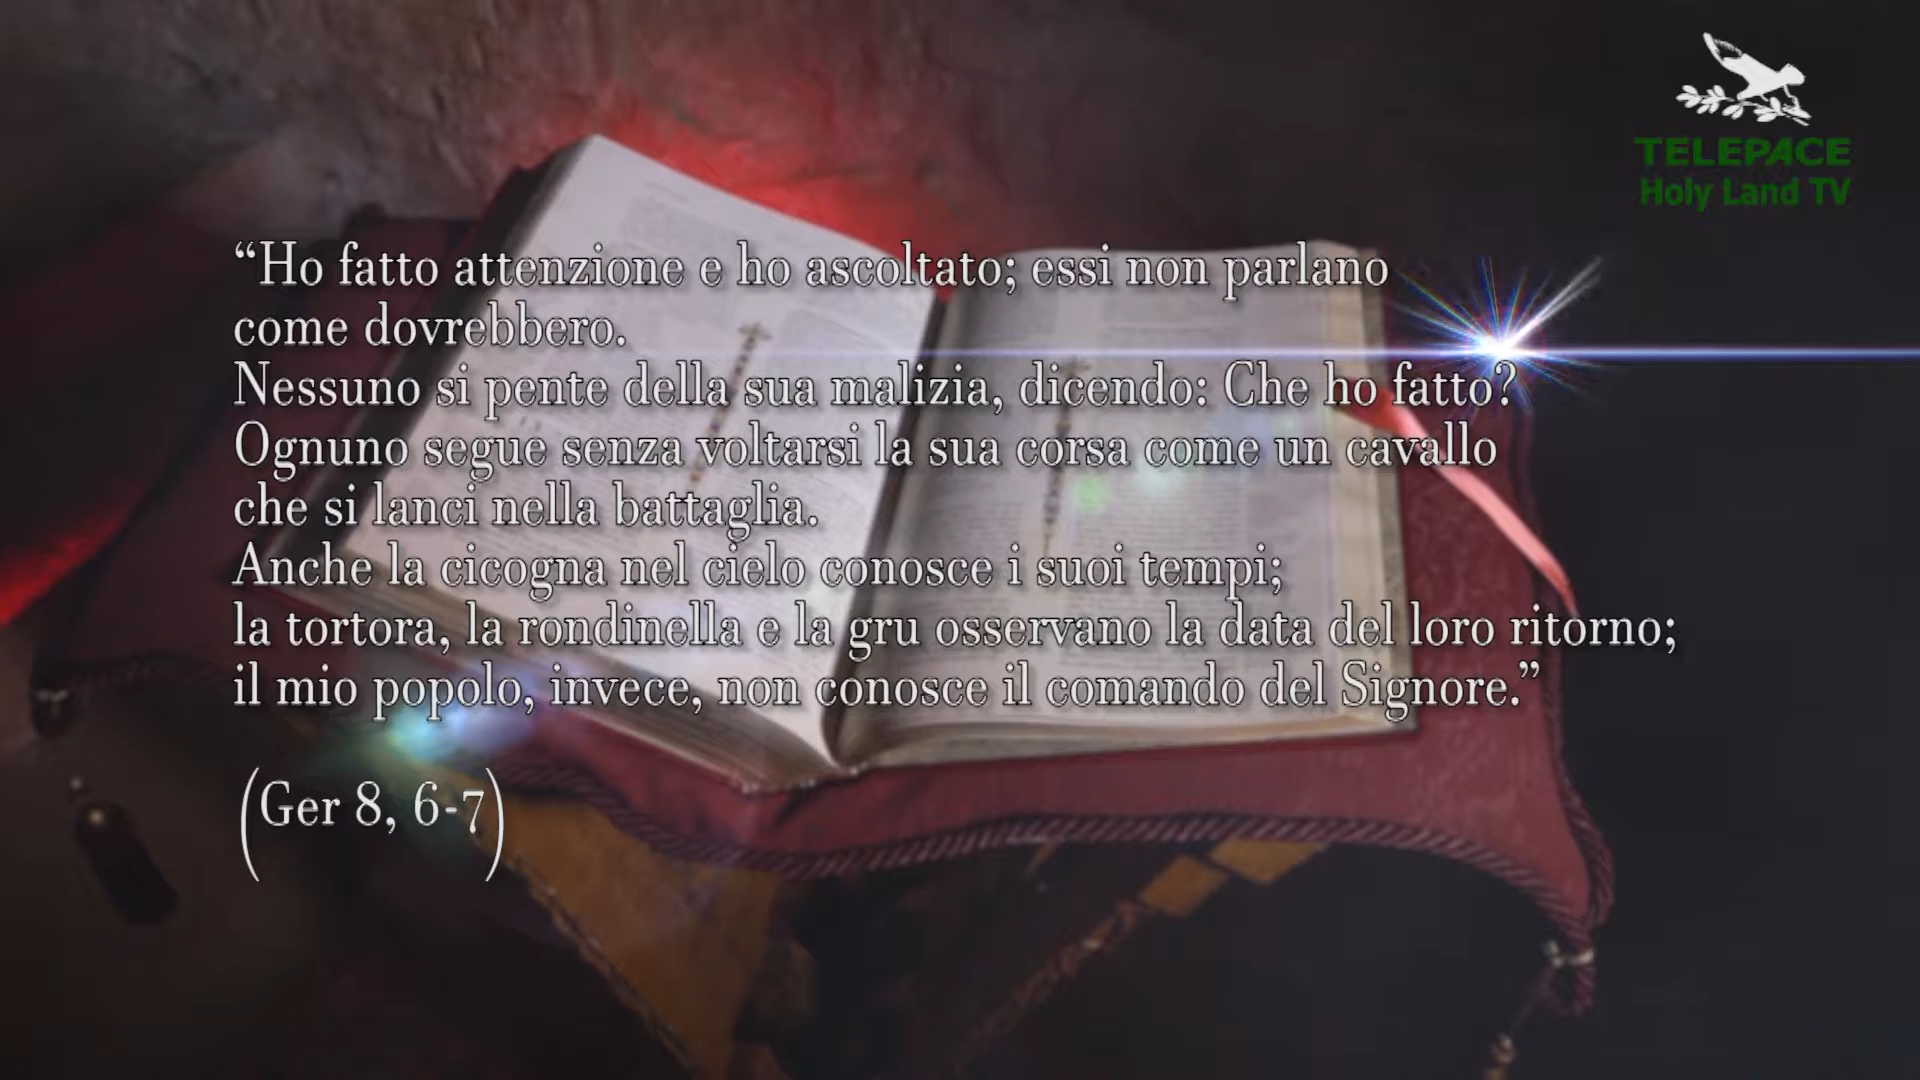 TELEPACE
Holy Land TV
“Ho fatto attenzione e ho ascoltato; essi non parlano
come dovrebbero.
Nessuno si pente della sua malizia, dicendo: Che ho fatto?
Ognuno segue senza voltarsi la sua corsa come un cavallo
che si lanci nella battaglia.
Anche la cicogna nel cielo conosce i suoi tempi;
la tortora, la rondinella e la gru osservano la data del loro ritorno;
il mio popolo, invece, non conosce il comando del Signore.”
(Ger 8, 6-7)